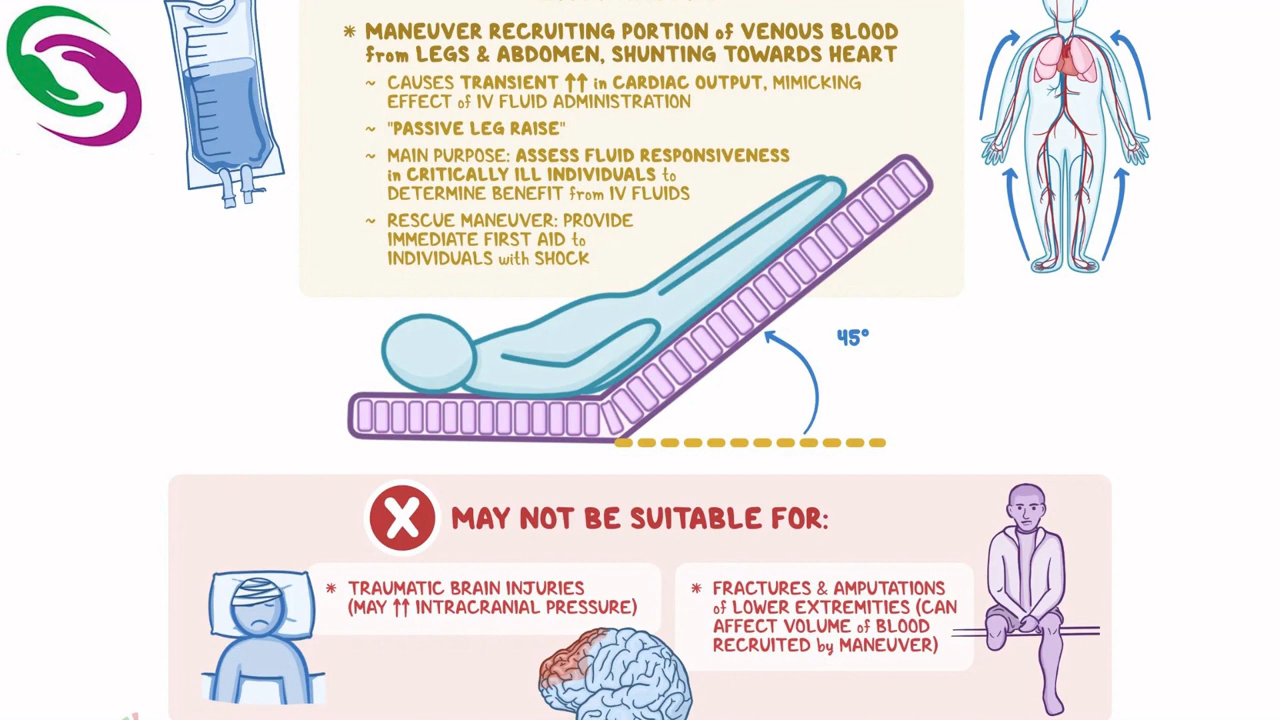 * MANEUVER RECRUITING PORTION of VENOUS BLOOD
from LEGS & ABDOMEN, SHUNTING TOWARDS HEART
~ CAUSES TRANSIENT ↑↑ in CARDIAC OUTPUT, MIMICKING
EFFECT of IV FLUID ADMINISTRATION
~ "PASSIVE LEG RAISE"
~ MAIN PURPOSE: ASSESS FLUID RESPONSIVENESS
in CRITICALLY ILL INDIVIDUALS to
DETERMINE BENEFIT from IV FLUIDS
~ RESCUE MANEUVER: PROVIDE
IMMEDIATE FIRST AID to
INDIVIDUALS with SHOCK
45°
MAY NOT BE SUITABLE FOR:
* TRAUMATIC BRAIN INJURIES
(MAY ↑↑ INTRACRANIAL PRESSURE)
* FRACTURES & AMPUTATIONS
of LOWER EXTREMITIES (CAN
AFFECT VOLUME of BLOOD
RECRUITED by MANEUVER)